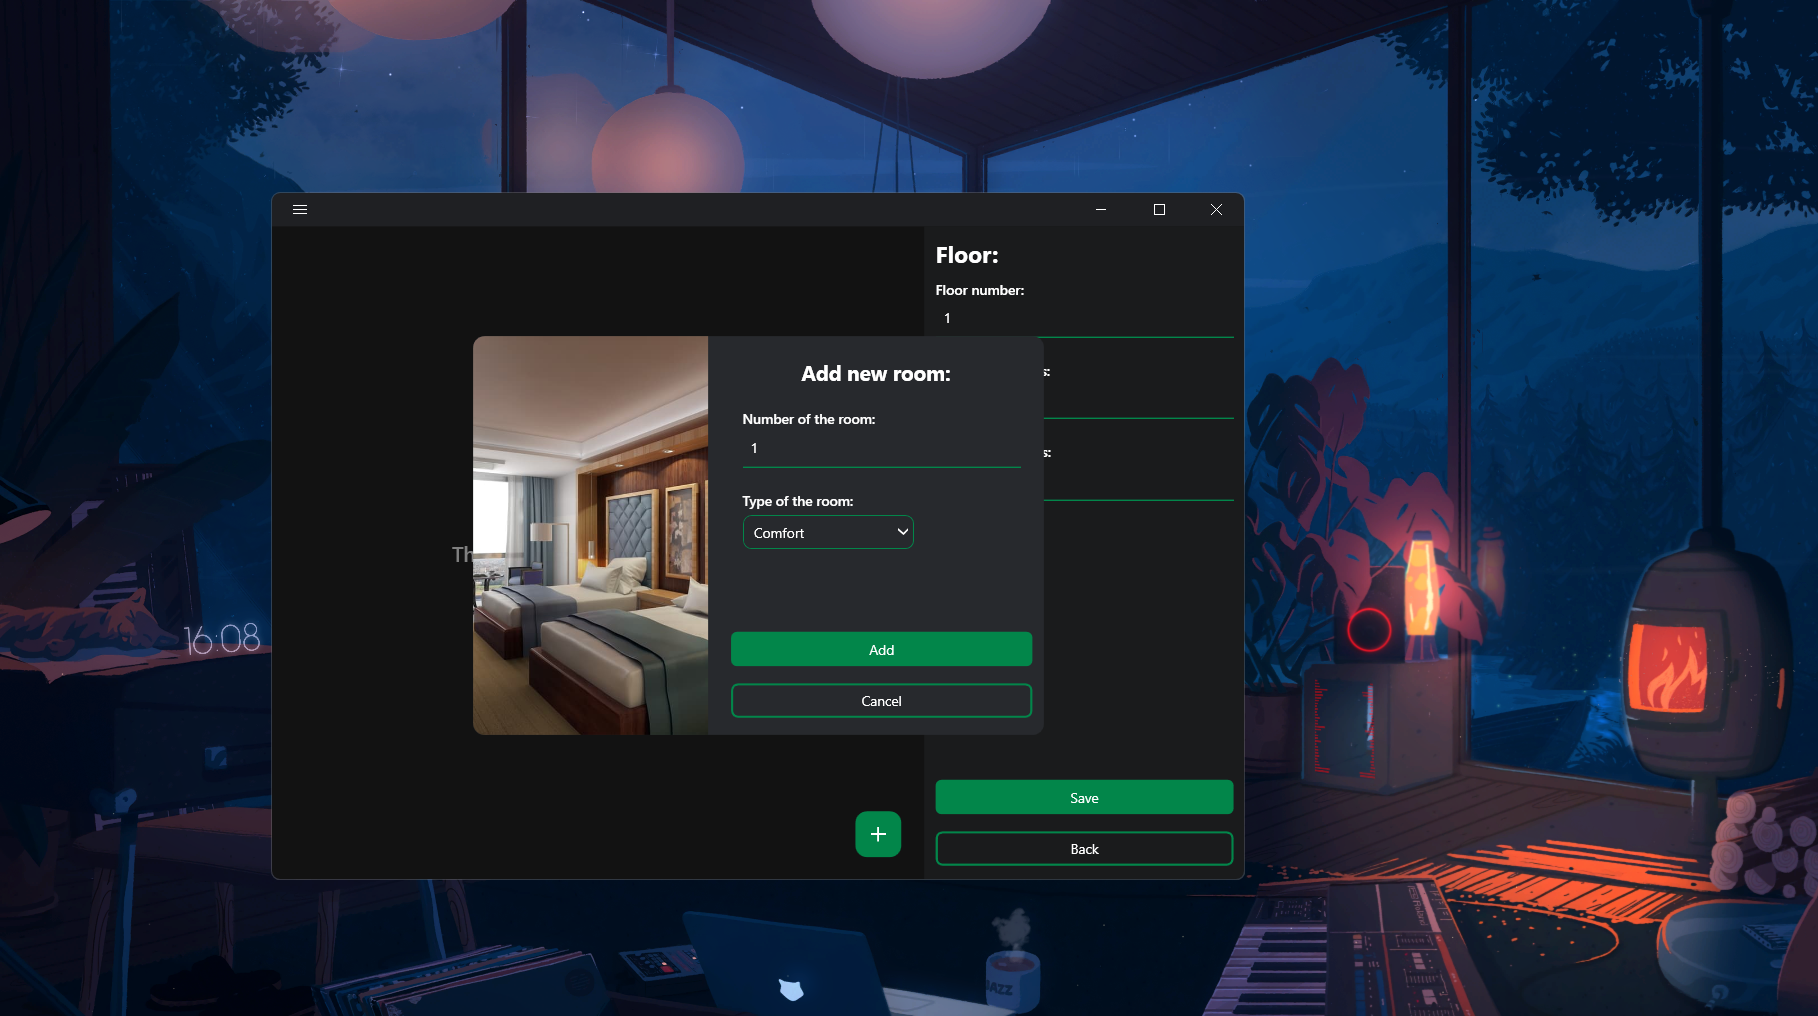 Floor:
Floor number:
1
s:
s:
Add new room:
Number of the room:
1
Type of the room:
Comfort
Th
Add
Cancel
Save
Back
16:08
JAZZ
Roland